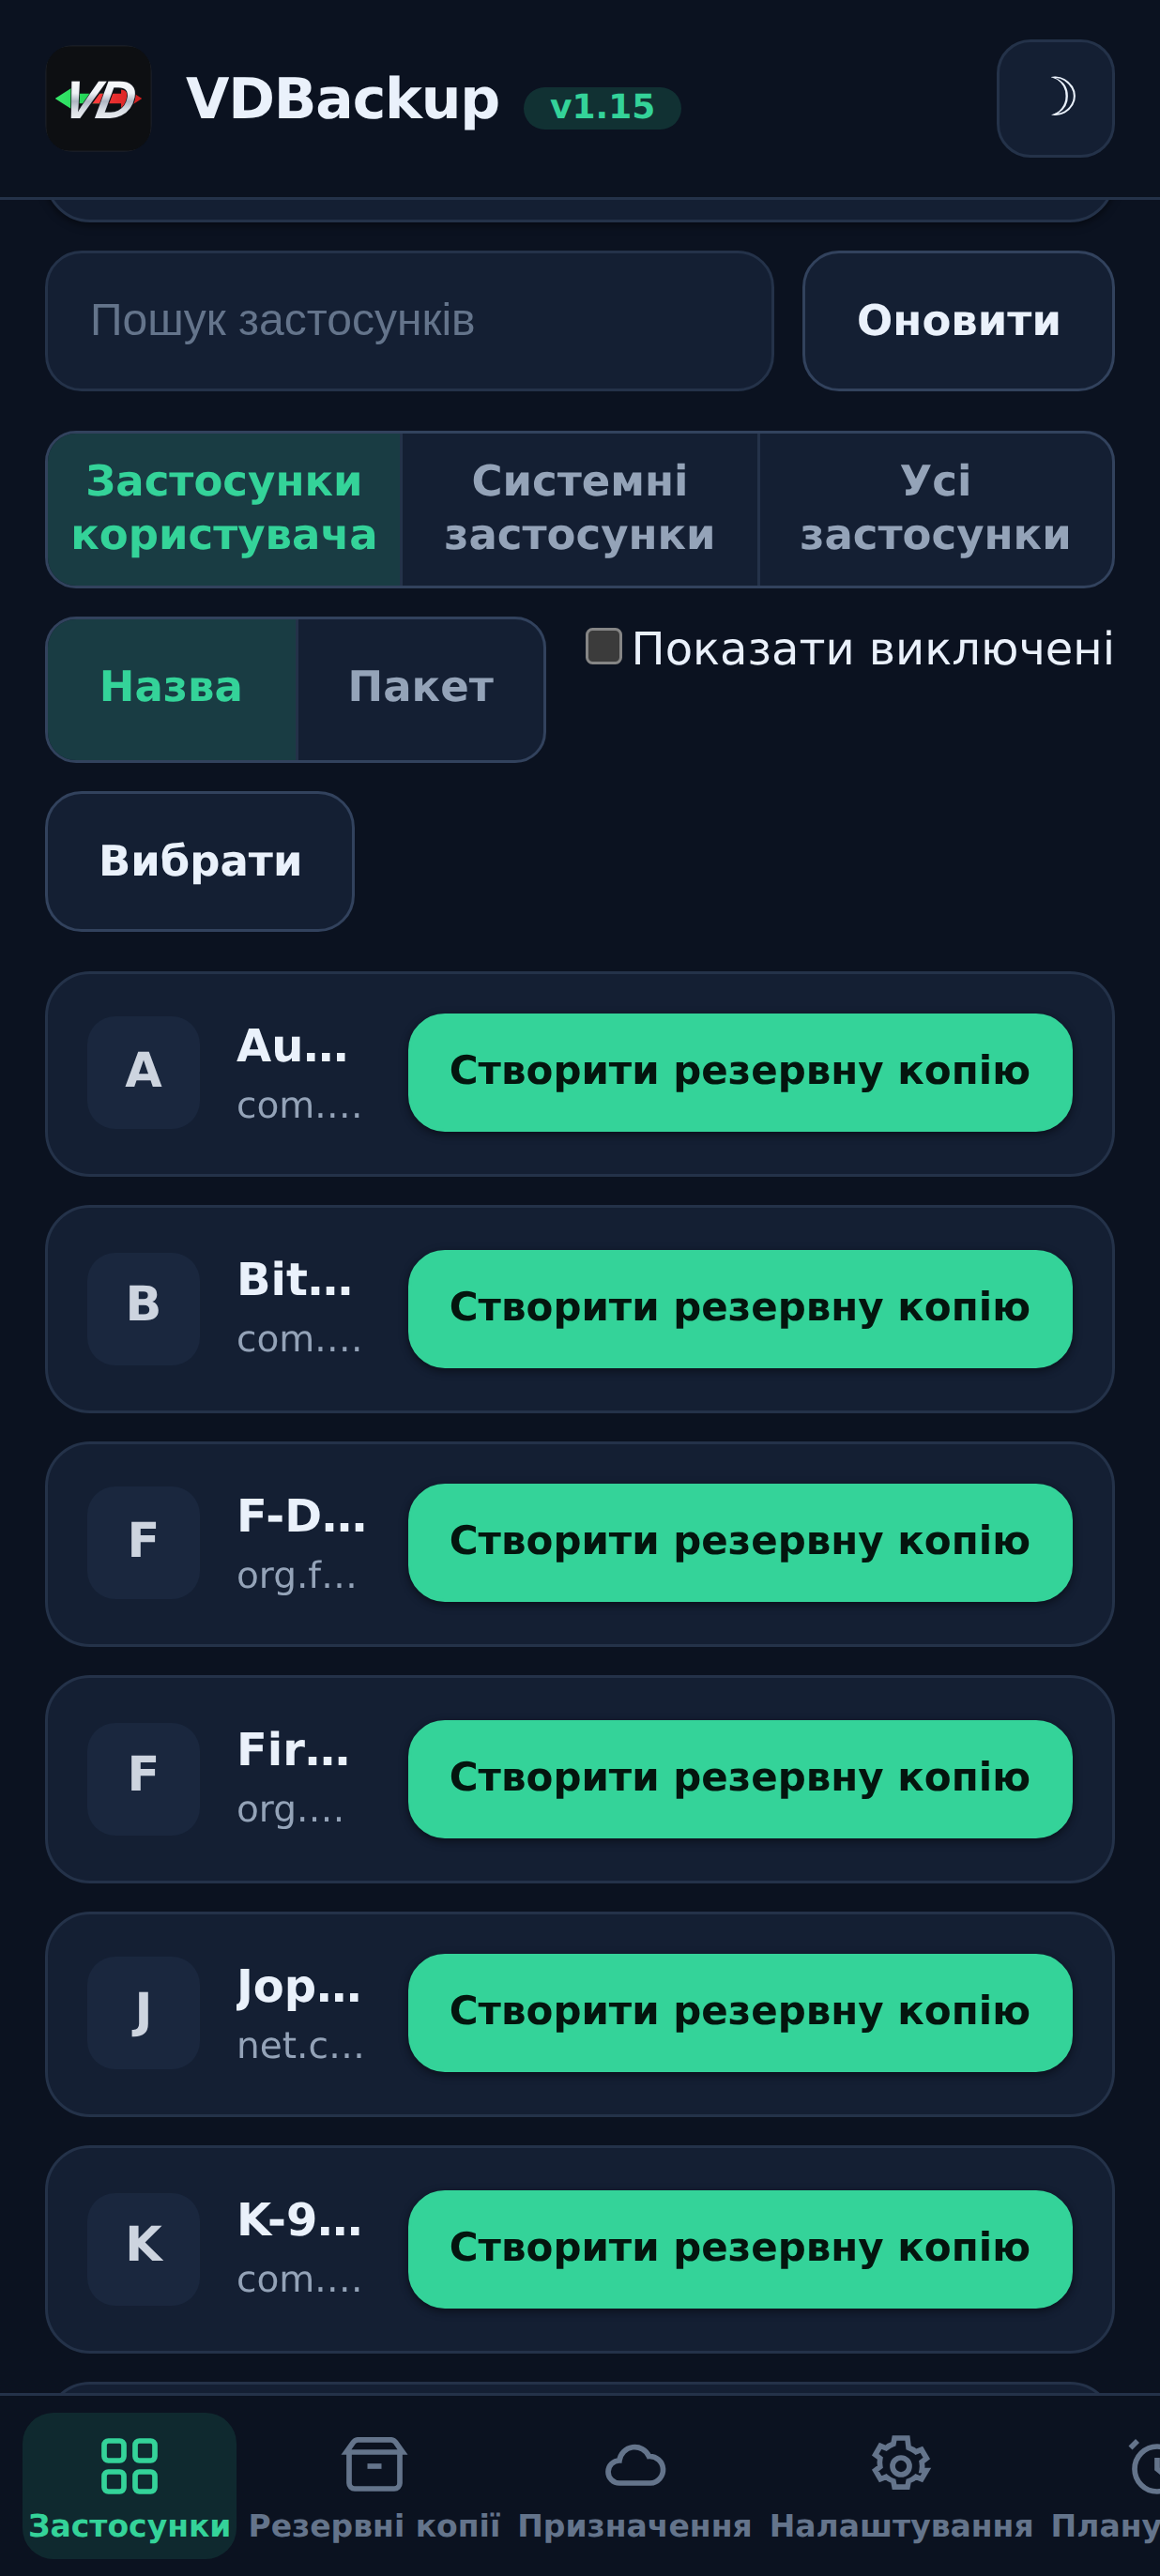 VD
VDBackup v1.15
Пошук застосунків
Оновити
Застосунки
користувача
Системні
застосунки
Усі
застосунки
Назва
Пакет
Показати виключені
Вибрати
A
Au...
com....
Створити резервну копію
B
Bit...
com....
Створити резервну копію
F
F-D...
org.f...
Створити резервну копію
F
Fir...
org....
Створити резервну копію
J
Jop...
net.c...
Створити резервну копію
K
K-9...
com....
Створити резервну копію
Застосунки
Резервні копії
Призначення
Налаштування
Плану